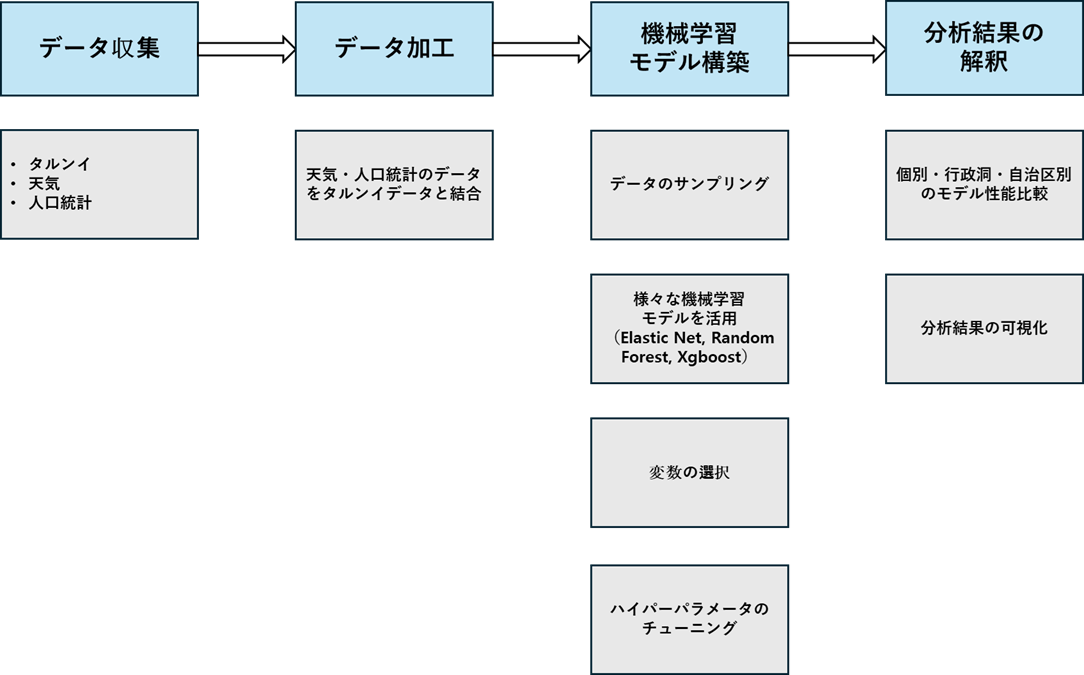 データ収集
データ加工
機械学習
モデル構築
分析結果の
解釈
• タルンイ
• 天気
• 人口統計
天気・人口統計のデータ
をタルンイデータと結合
データのサンプリング
個別・行政洞・自治区別
のモデル性能比較
様々な機械学習
モデルを活用
（Elastic Net, Random
Forest, Xgboost）
分析結果の可視化
変数の選択
ハイパーパラメータの
チューニング